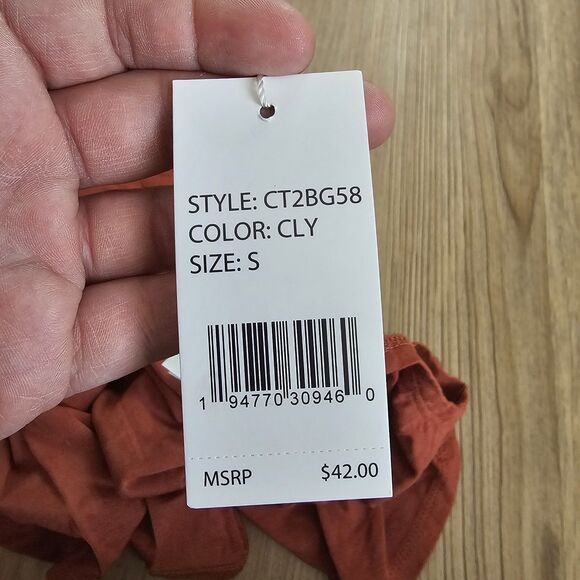 STYLE: CT2BG58
COLOR: CLY
SIZE: S
1 94770 30946 0
MSRP $42.00